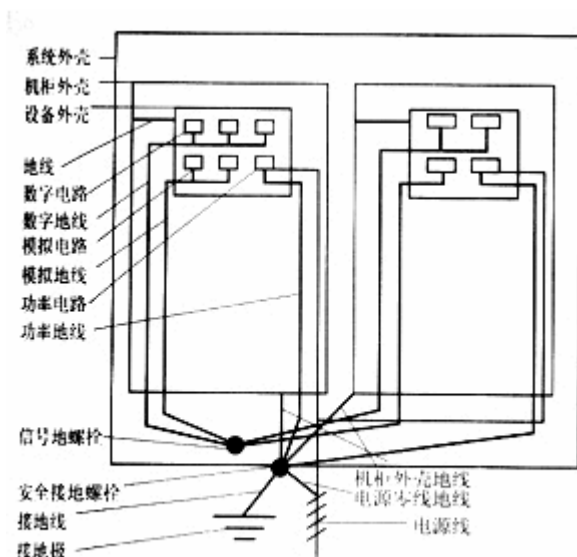 系统外壳
机柜外壳
设备外壳
地线
数字电路
数字地线
模拟电路
模拟地线
功率电路
功率地线
信号地螺栓
安全接地螺栓
接地线
接地极
机柜外壳地线
电源零线地线
电源线